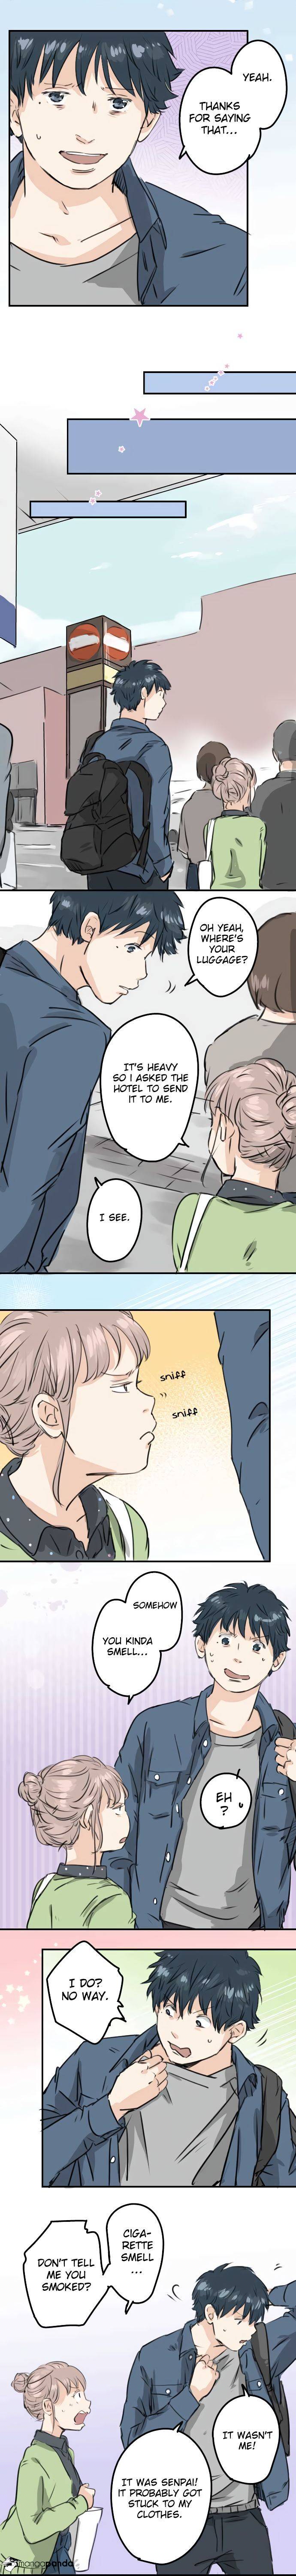 YEAH.
THANKS
FOR SAYING
THAT...
OH YEAH,
WHERE'S
YOUR
LUGGAGE?
IT'S HEAVY
SO I ASKED THE
HOTEL TO SEND
IT TO ME.
I SEE.
sniff
sniff
SOMEHOW
YOU KINDA
SMELL...
EH
?
I DO?
NO WAY.
CIGA-
RETTE
SMELL
...
DON'T TELL
ME YOU
SMOKED?
IT WASN'T
ME!
IT WAS SENPAI!
IT PROBABLY GOT
STUCK TO MY
CLOTHES.
mangapanda